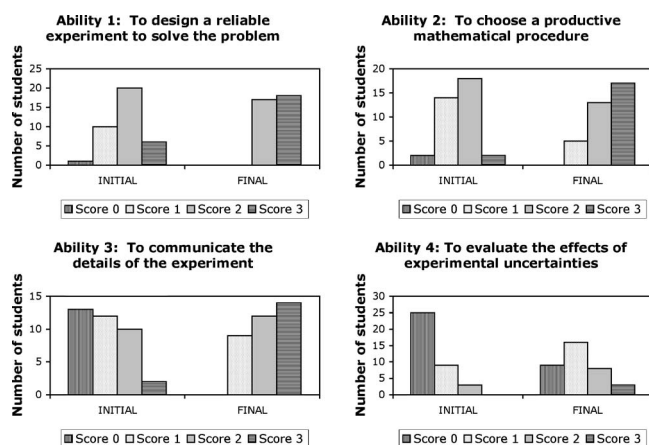 Ability 1: To design a reliable
experiment to solve the problem
Number of students
25
20
15
10
5
0
INITIAL FINAL
Score 0 Score 1 Score 2 Score 3
Ability 2: To choose a productive
mathematical procedure
Number of students
20
15
10
5
0
INITIAL FINAL
Score 0 Score 1 Score 2 Score 3
Ability 3: To communicate the
details of the experiment
Number of students
15
10
5
0
INITIAL FINAL
Score 0 Score 1 Score 2 Score 3
Ability 4: To evaluate the effects of
experimental uncertainties
Number of students
30
25
20
15
10
5
0
INITIAL FINAL
Score 0 Score 1 Score 2 Score 3